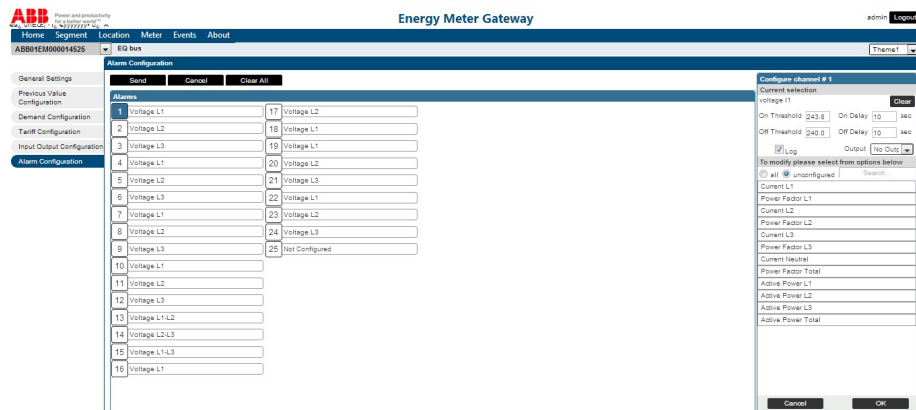 ABB Power and productivity
for a better world™
Energy Meter Gateway
admin Logout
Home Segment Location Meter Events About
ABB01EM000014525 EQ bus Theme1
Alarm Configuration
General Settings
Previous Value
Configuration
Demand Configuration
Tariff Configuration
Input Output Configuration
Alarm Configuration
Send Cancel Clear All
Alarms
1 Voltage L1
2 Voltage L2
3 Voltage L3
4 Voltage L1
5 Voltage L2
6 Voltage L3
7 Voltage L1
8 Voltage L2
9 Voltage L3
10 Voltage L1
11 Voltage L2
12 Voltage L3
13 Voltage L1-L2
14 Voltage L2-L3
15 Voltage L1-L3
16 Voltage L1
17 Voltage L2
18 Voltage L1
19 Voltage L1
20 Voltage L2
21 Voltage L3
22 Voltage L1
23 Voltage L2
24 Voltage L3
25 Not Configured
Configure channel # 1
Current selection
voltage l1 Clear
On Threshold 243.8 On Delay 10 sec
Off Threshold 240.0 Off Delay 10 sec
Log Output No Outp
To modify please select from options below
all unconfigured Search...
Current L1
Power Factor L1
Current L2
Power Factor L2
Current L3
Power Factor L3
Current Neutral
Power Factor Total
Active Power L1
Active Power L2
Active Power L3
Active Power Total
Cancel OK